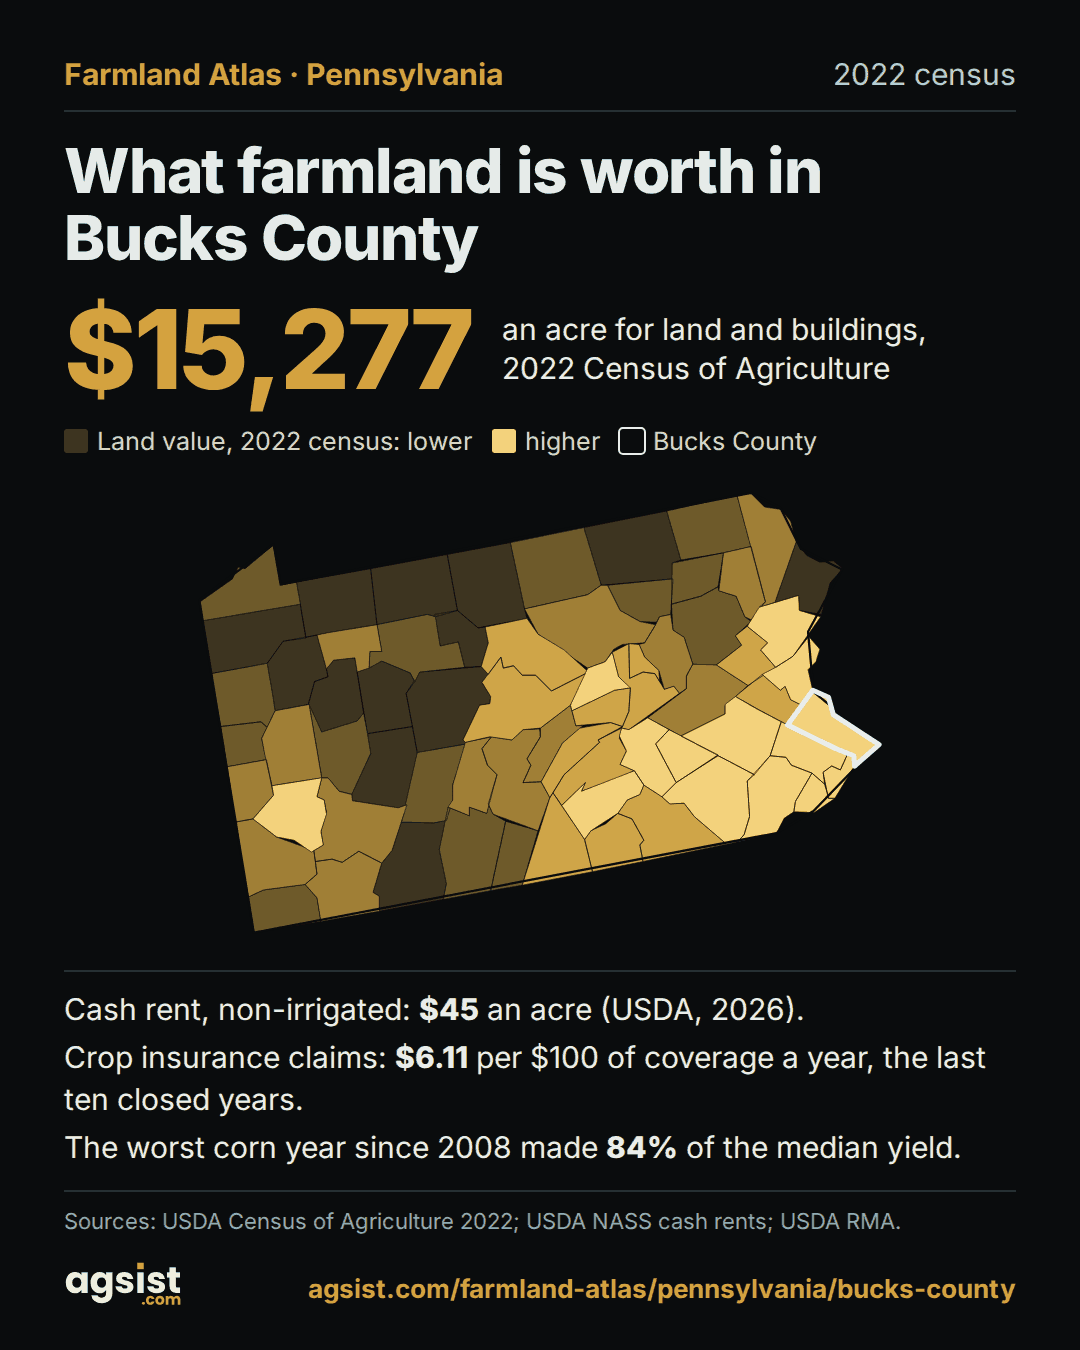 Farmland Atlas · Pennsylvania
2022 census
What farmland is worth in
Bucks County
$15,277
an acre for land and buildings,
2022 Census of Agriculture
Land value, 2022 census: lower
higher
Bucks County
Cash rent, non-irrigated: $45 an acre (USDA, 2026).
Crop insurance claims: $6.11 per $100 of coverage a year, the last
ten closed years.
The worst corn year since 2008 made 84% of the median yield.
Sources: USDA Census of Agriculture 2022; USDA NASS cash rents; USDA RMA.
agsist
.com
agsist.com/farmland-atlas/pennsylvania/bucks-county